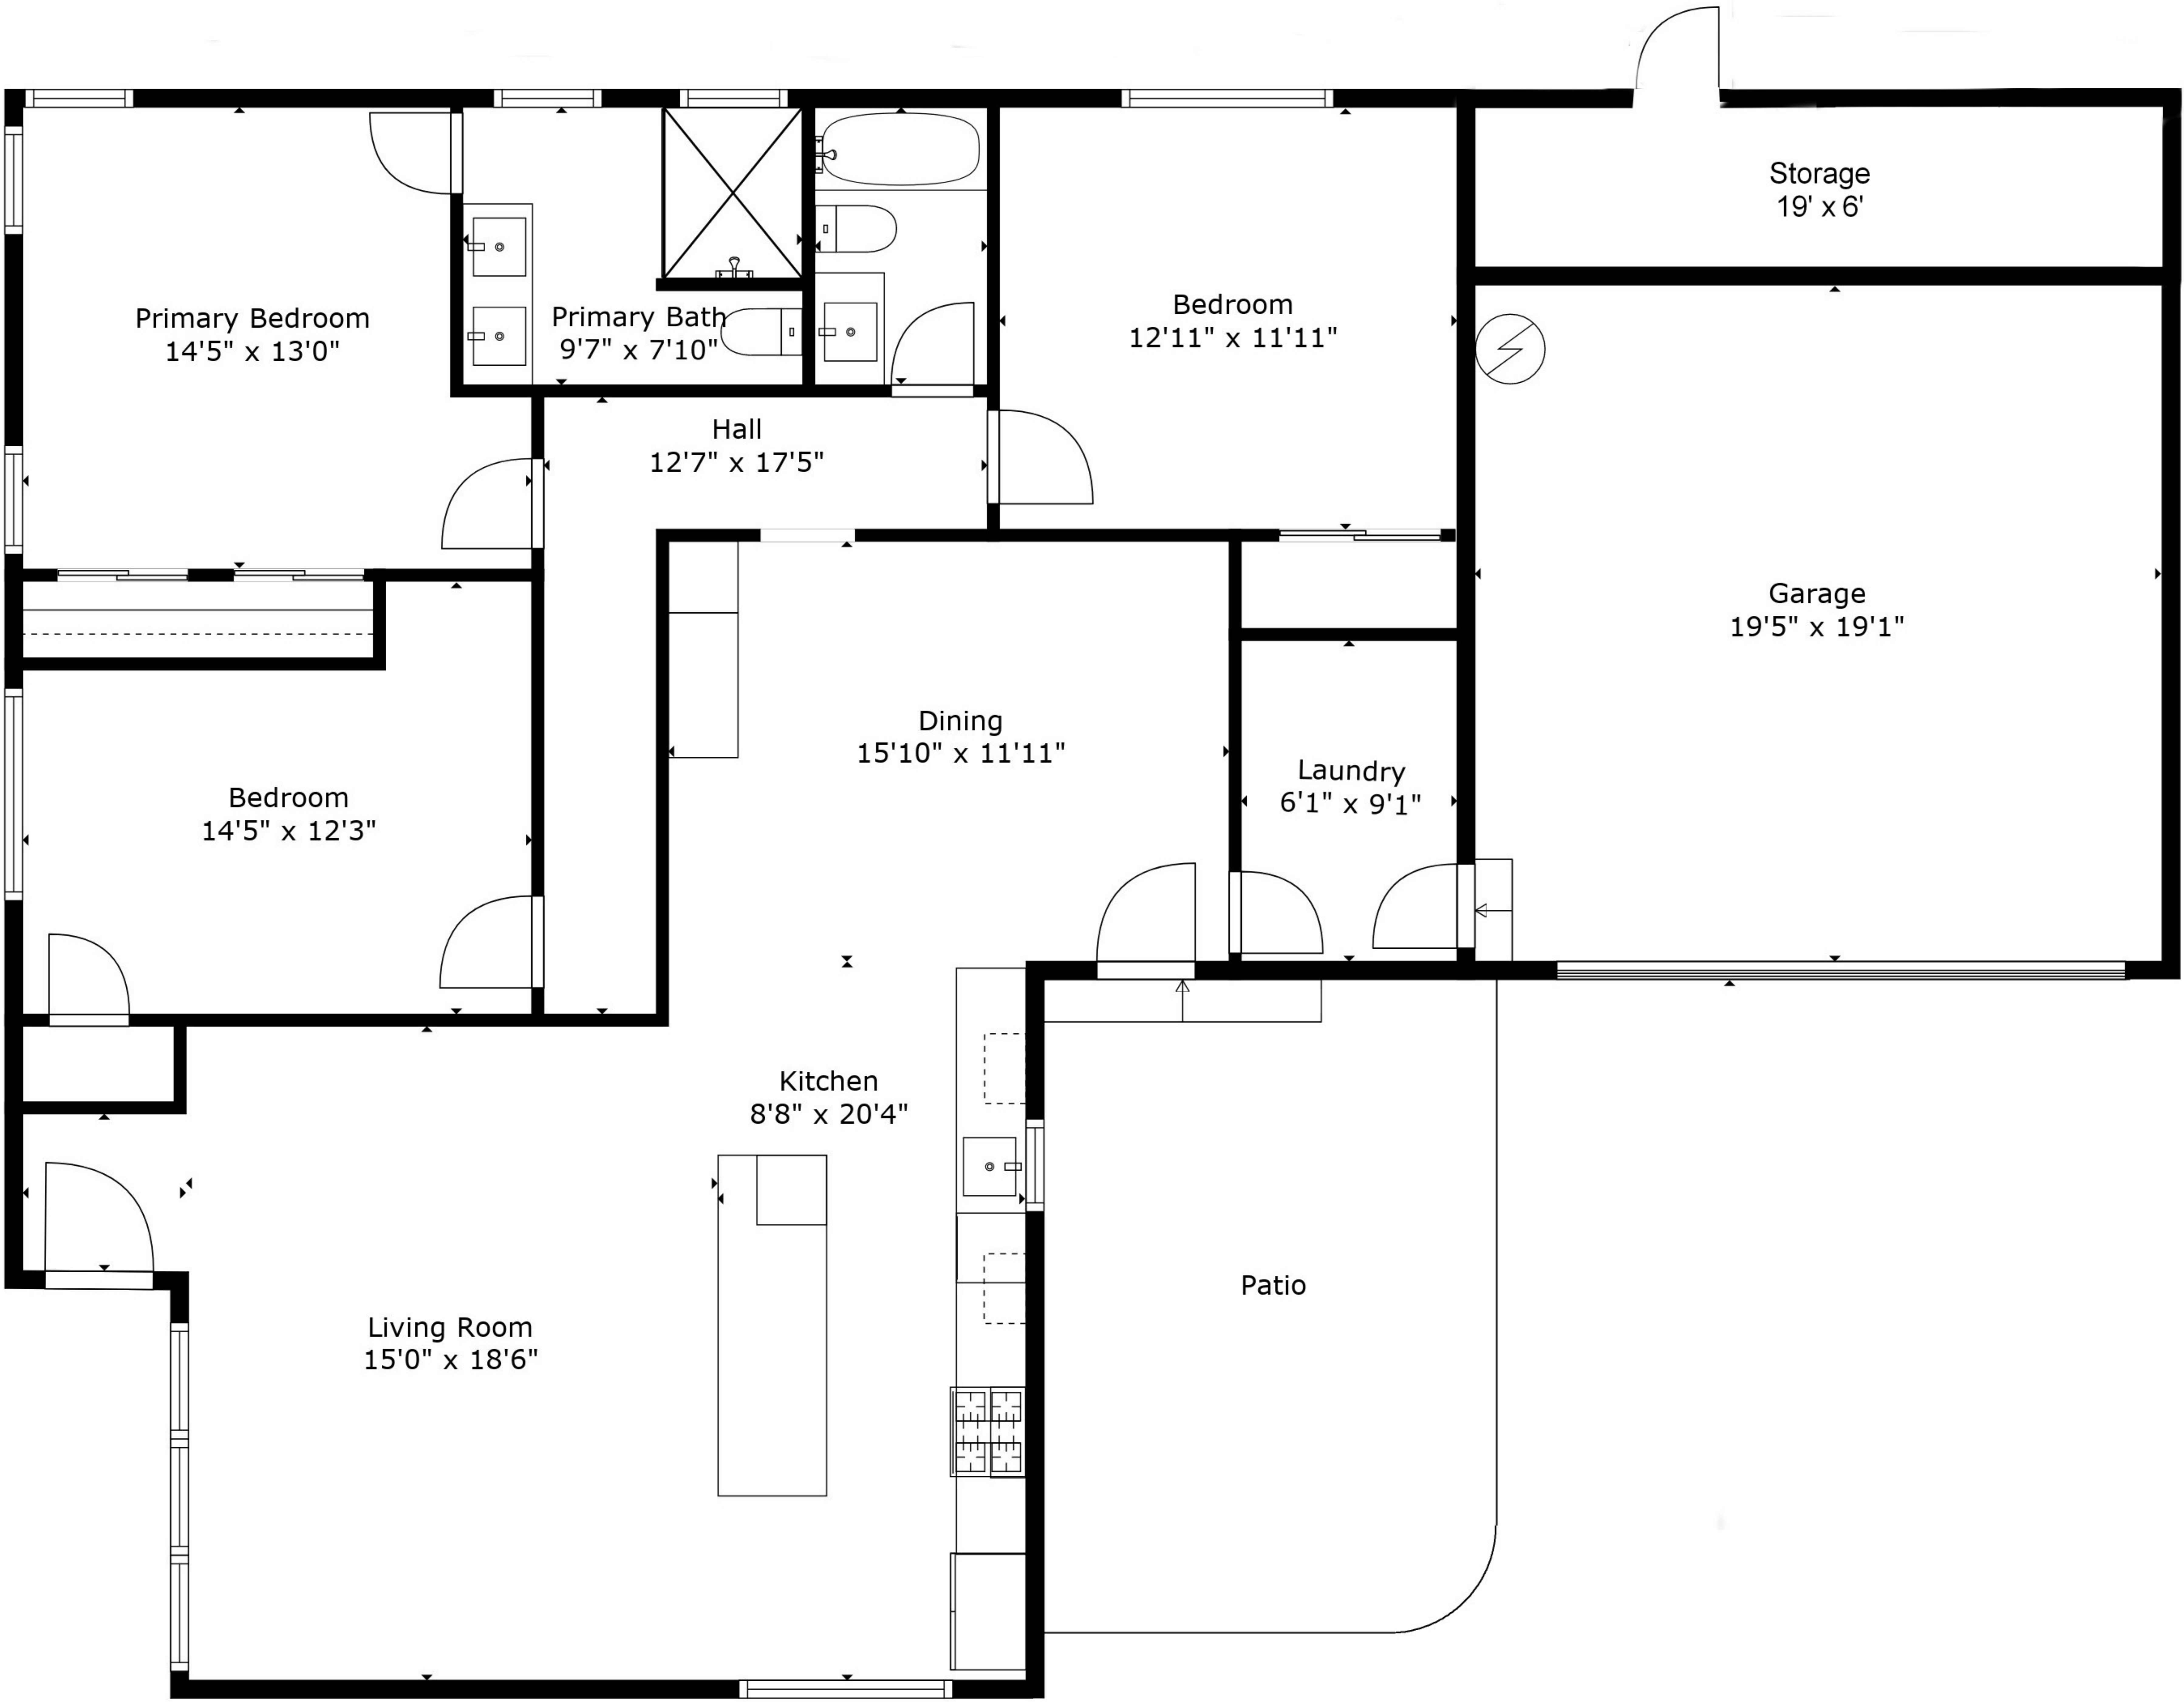 Storage
19' x 6'
Primary Bedroom
14'5" x 13'0"
Primary Bath
9'7" x 7'10"
Bedroom
12'11" x 11'11"
Hall
12'7" x 17'5"
Garage
19'5" x 19'1"
Dining
15'10" x 11'11"
Laundry
6'1" x 9'1"
Bedroom
14'5" x 12'3"
Kitchen
8'8" x 20'4"
Patio
Living Room
15'0" x 18'6"